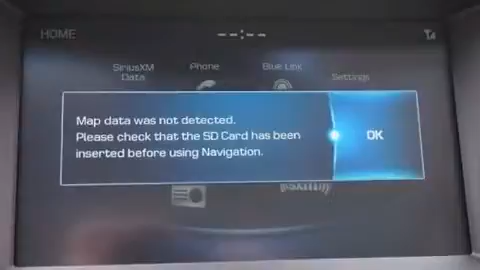 HOME
--:--
SiriusXM
Data
Phone
Blue Link
Settings
Map data was not detected.
Please check that the SD Card has been
inserted before using Navigation.
OK